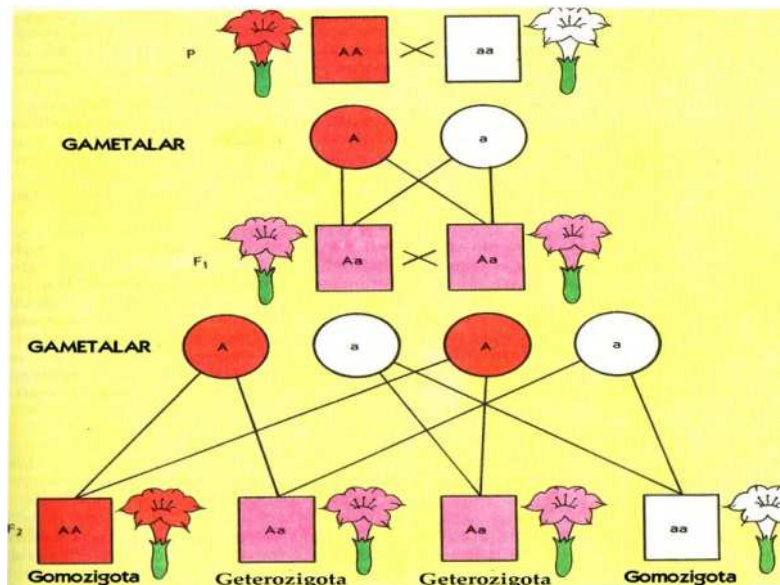 P AA aa
GAMETALAR A a
F₁ Aa Aa
GAMETALAR A a A a
F₂ AA Aa Aa aa
Gomozigota Geterozigota Geterozigota Gomozigota